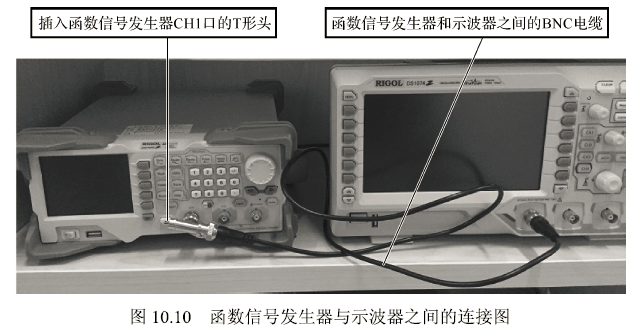 插入函数信号发生器CH1口的T形头
函数信号发生器和示波器之间的BNC电缆
RIGOL DS1074Z
RIGOL
图 10.10 函数信号发生器与示波器之间的连接图